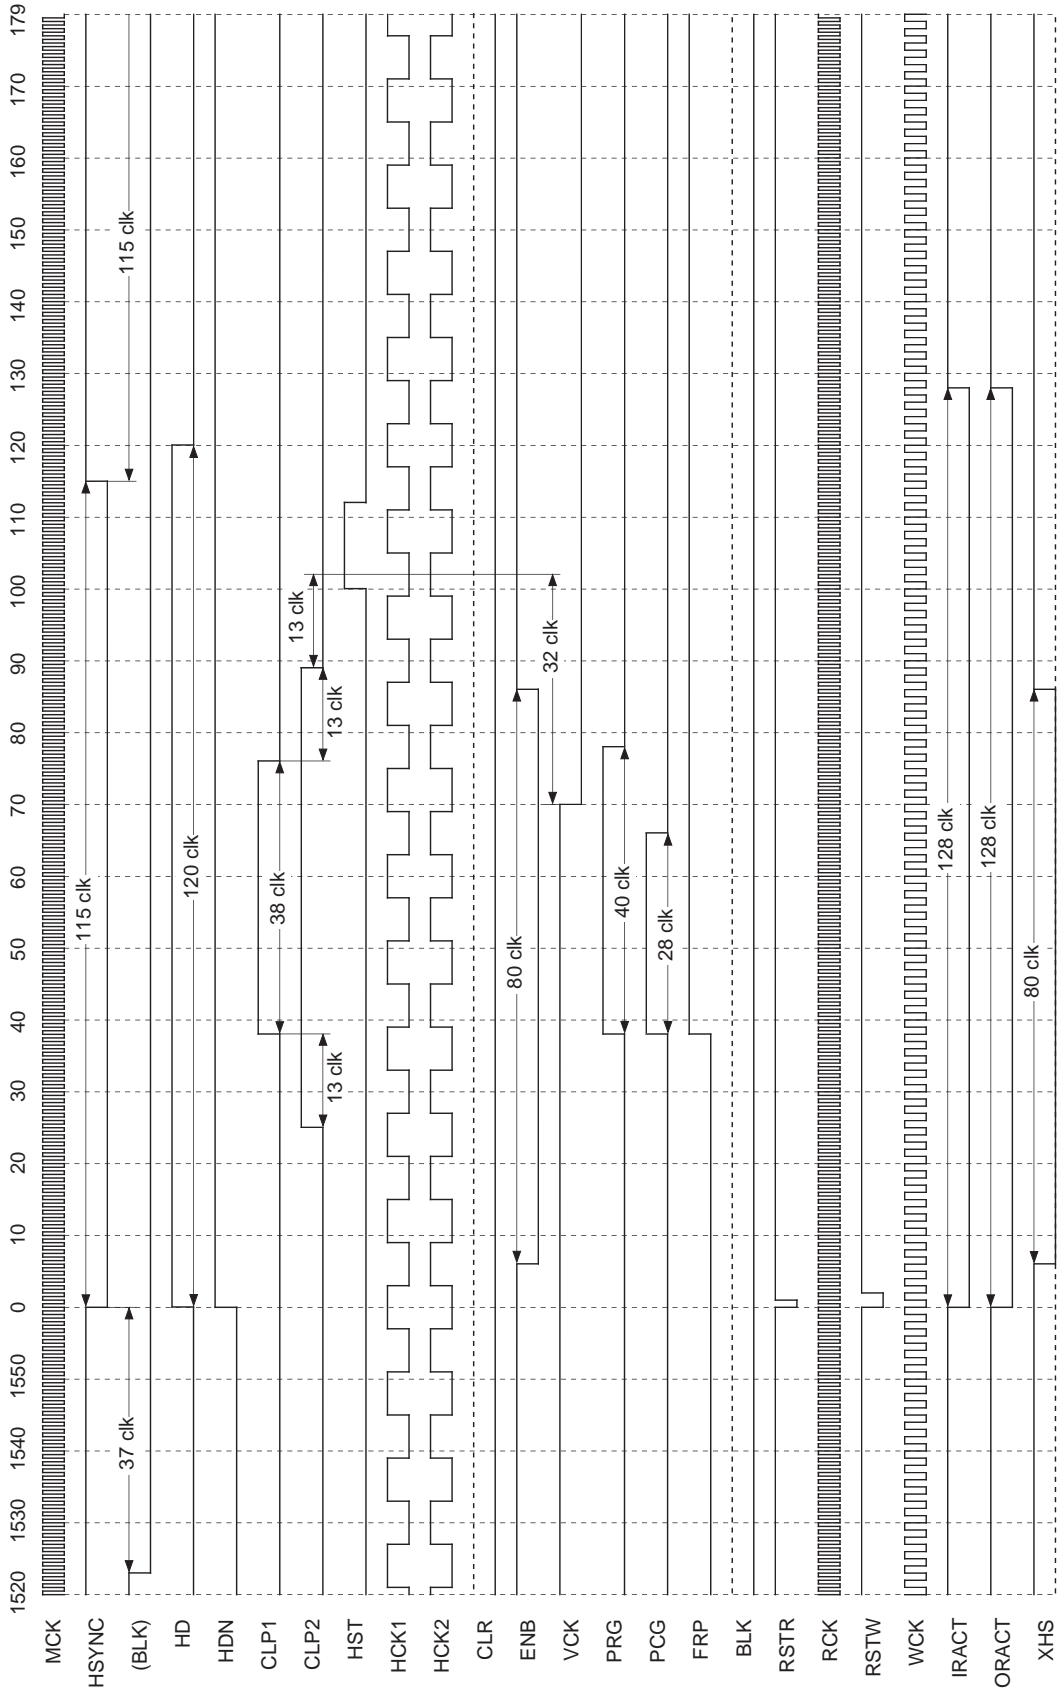 MCK
HSYNC
(BLK)
HD
HDN
CLP1
CLP2
HST
HCK1
HCK2
CLR
ENB
VCK
PRG
PCG
FRP
BLK
RSTR
RCK
RSTW
WCK
IRACT
ORACT
XHS
1520
1530
1540
1550
0
10
20
30
40
50
60
70
80
90
100
110
120
130
140
150
160
170
179
115 clk
37 clk
115 clk
120 clk
38 clk
13 clk
13 clk
13 clk
80 clk
32 clk
40 clk
28 clk
128 clk
128 clk
80 clk